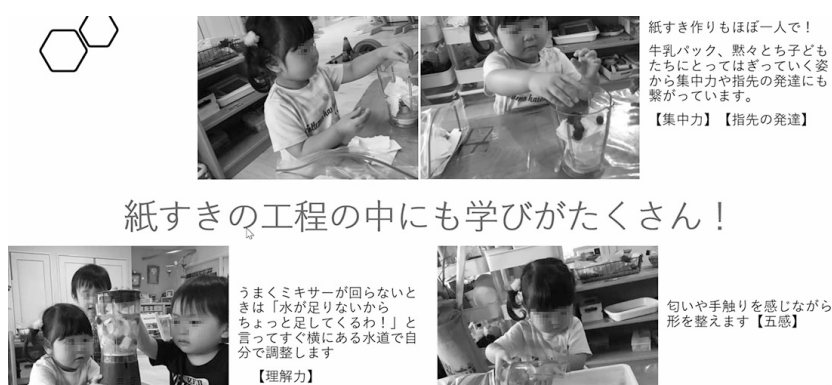 紙すき作りもほぼ一人で！
牛乳パック、黙々とち子ども
たちにとってはぎっていく姿
から集中力や指先の発達にも
繋がっています。
【集中力】【指先の発達】
紙すきの工程の中にも学びがたくさん！
うまくミキサーが回らないと
きは「水が足りないから
ちょっと足してくるわ！」と
言ってすぐ横にある水道で自
分で調整します
【理解力】
匂いや手触りを感じながら
形を整えます【五感】